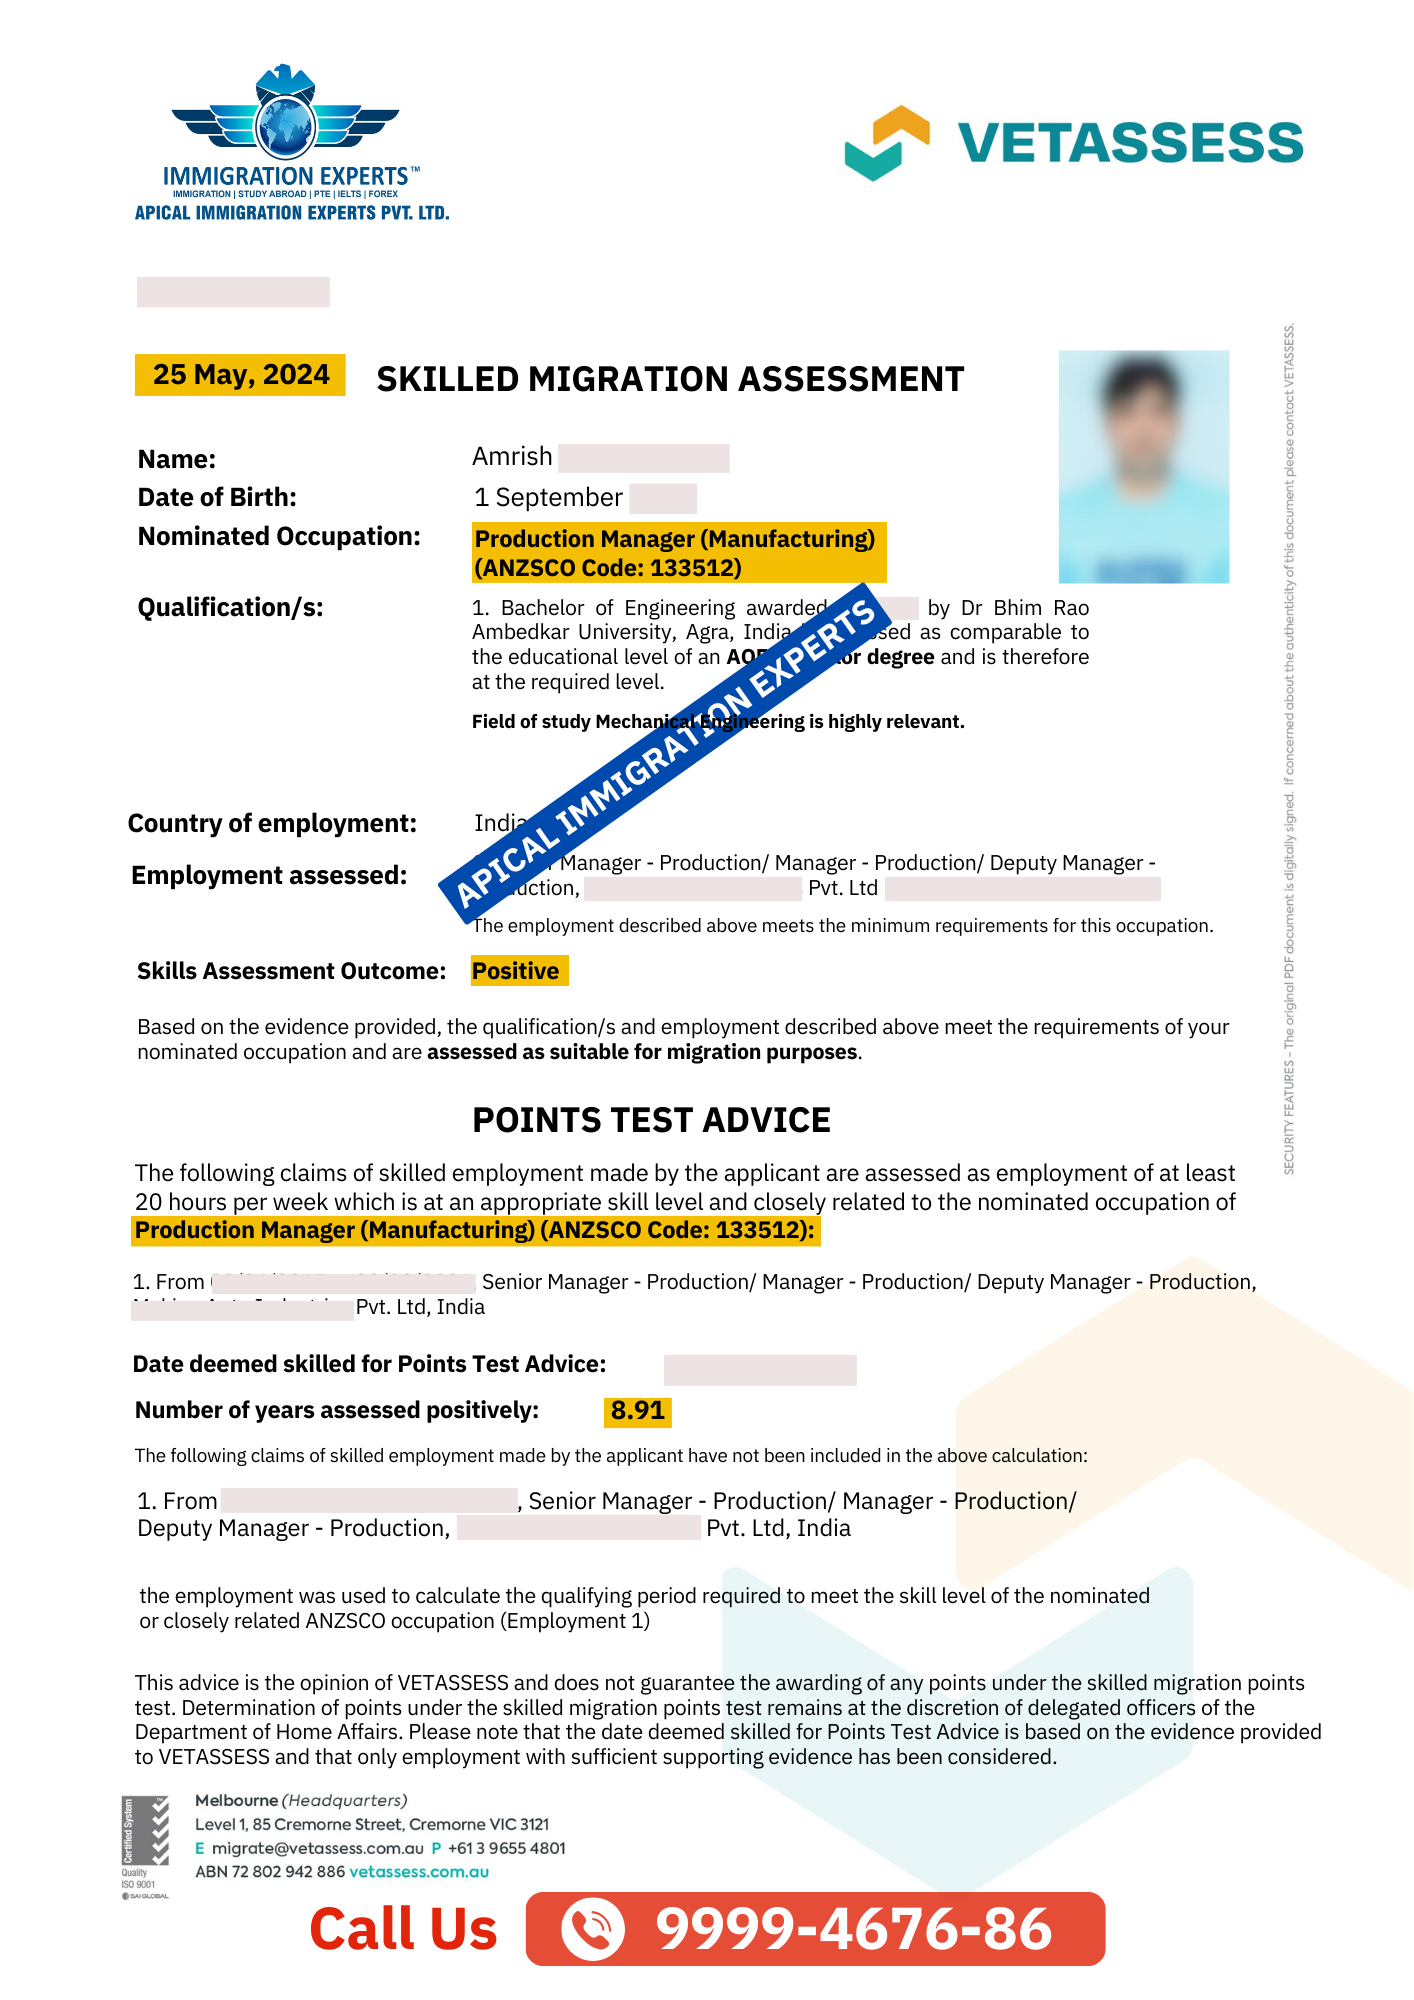 IMMIGRATION EXPERTS™
IMMIGRATION | STUDY ABROAD | PTE | IELTS | FOREX
APICAL IMMIGRATION EXPERTS PVT. LTD.
VETASSESS
25 May, 2024
SKILLED MIGRATION ASSESSMENT
Name: Amrish
Date of Birth: 1 September
Nominated Occupation: Production Manager (Manufacturing)
(ANZSCO Code: 133512)
Qualification/s: 1. Bachelor of Engineering awarded by Dr Bhim Rao
Ambedkar University, Agra, India as comparable to
the educational level of an degree and is therefore
at the required level.
Field of study Mechanical Engineering is highly relevant.
APICAL IMMIGRATION EXPERTS
Country of employment: India
Employment assessed: Manager - Production/ Manager - Production/ Deputy Manager -
Pvt. Ltd
The employment described above meets the minimum requirements for this occupation.
Skills Assessment Outcome: Positive
Based on the evidence provided, the qualification/s and employment described above meet the requirements of your
nominated occupation and are assessed as suitable for migration purposes.
POINTS TEST ADVICE
The following claims of skilled employment made by the applicant are assessed as employment of at least
20 hours per week which is at an appropriate skill level and closely related to the nominated occupation of
Production Manager (Manufacturing) (ANZSCO Code: 133512):
1. From Senior Manager - Production/ Manager - Production/ Deputy Manager - Production,
Pvt. Ltd, India
Date deemed skilled for Points Test Advice:
Number of years assessed positively: 8.91
The following claims of skilled employment made by the applicant have not been included in the above calculation:
1. From , Senior Manager - Production/ Manager - Production/
Deputy Manager - Production, Pvt. Ltd, India
the employment was used to calculate the qualifying period required to meet the skill level of the nominated
or closely related ANZSCO occupation (Employment 1)
This advice is the opinion of VETASSESS and does not guarantee the awarding of any points under the skilled migration points
test. Determination of points under the skilled migration points test remains at the discretion of delegated officers of the
Department of Home Affairs. Please note that the date deemed skilled for Points Test Advice is based on the evidence provided
to VETASSESS and that only employment with sufficient supporting evidence has been considered.
SECURITY FEATURES – The original PDF document is digitally signed. If concerned about the authenticity of this document please contact VETASSESS.
Certified System
Quality
ISO 9001
SAI GLOBAL
Melbourne (Headquarters)
Level 1, 85 Cremorne Street, Cremorne VIC 3121
E migrate@vetassess.com.au P +61 3 9655 4801
ABN 72 802 942 886 vetassess.com.au
Call Us 9999-4676-86